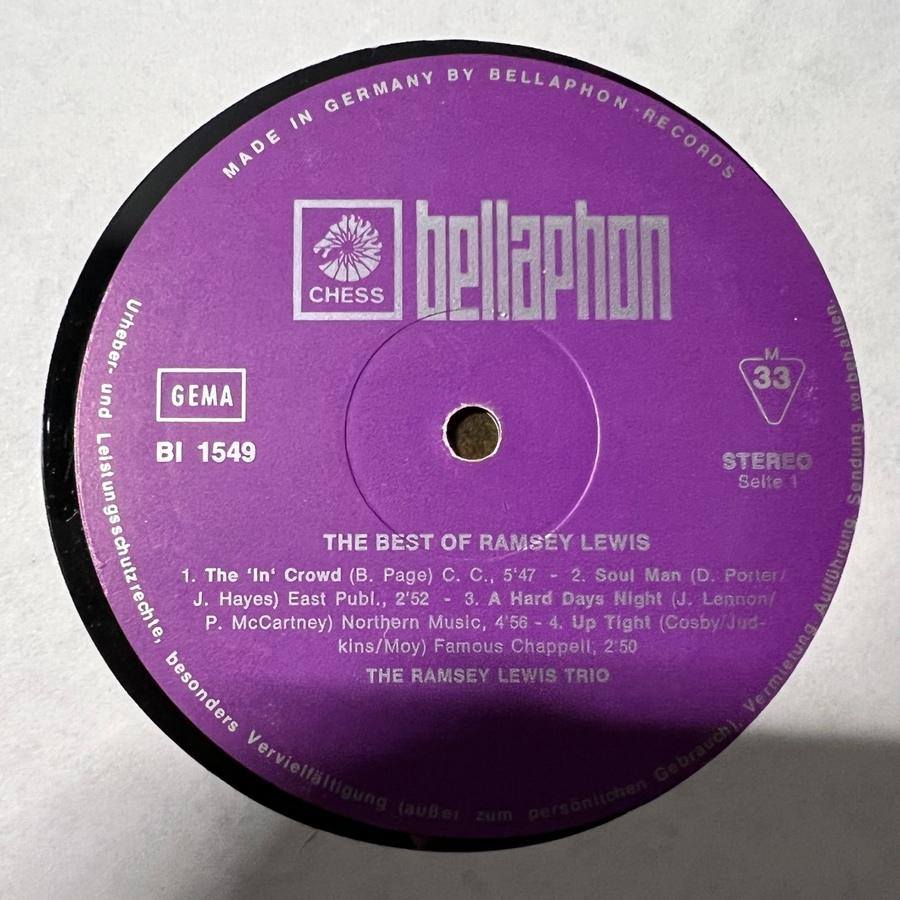 MADE IN GERMANY BY BELLAPHON-RECORDS
CHESS
bellaphon
GEMA
BI 1549
M
33
STEREO
Seite 1
THE BEST OF RAMSEY LEWIS
1. The 'In' Crowd (B. Page) C. C., 5'47 - 2. Soul Man (D. Porter/
J. Hayes) East Publ., 2'52 - 3. A Hard Days Night (J. Lennon/
P. McCartney) Northern Music, 4'56 - 4. Up Tight (Cosby/Jud-
kins/Moy) Famous Chappell, 2'50
THE RAMSEY LEWIS TRIO
Urheber- und Leistungsschutzrechte, besonders Vervielfältigung (außer zum persönlichen Gebrauch), Vermietung Aufführung, Sendung vorbehalten.